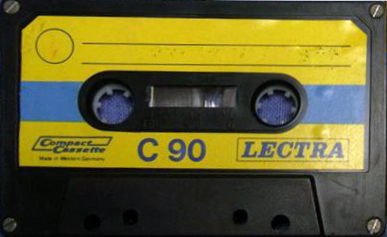 Compact
Cassette
Made in Western Germany
C 90
LECTRA